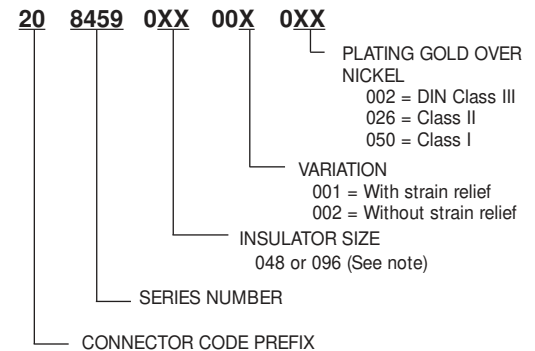 20 8459 0XX 00X 0XX
PLATING GOLD OVER
NICKEL
002 = DIN Class III
026 = Class II
050 = Class I
VARIATION
001 = With strain relief
002 = Without strain relief
INSULATOR SIZE
048 or 096 (See note)
SERIES NUMBER
CONNECTOR CODE PREFIX